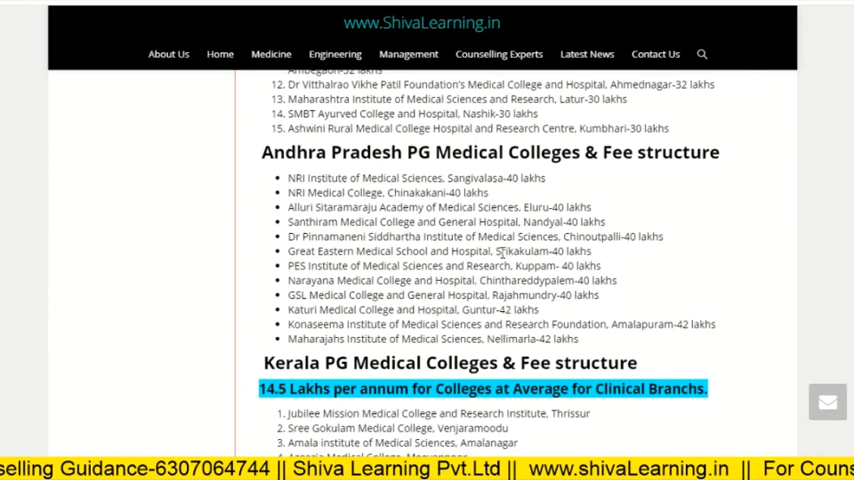 www.ShivaLearning.in
About Us Home Medicine Engineering Management Counselling Experts Latest News Contact Us
Ambegaon-32 lakhs
12. Dr Vitthalrao Vikhe Patil Foundation's Medical College and Hospital, Ahmednagar-32 lakhs
13. Maharashtra Institute of Medical Sciences and Research, Latur-30 lakhs
14. SMBT Ayurved College and Hospital, Nashik-30 lakhs
15. Ashwini Rural Medical College Hospital and Research Centre, Kumbhari-30 lakhs
Andhra Pradesh PG Medical Colleges & Fee structure
NRI Institute of Medical Sciences, Sangivalasa-40 lakhs
NRI Medical College, Chinakakani-40 lakhs
Alluri Sitaramaraju Academy of Medical Sciences. Eluru-40 lakhs
Santhiram Medical College and General Hospital, Nandyal-40 lakhs
Dr Pinnamaneni Siddhartha Institute of Medical Sciences, Chinoutpalli-40 lakhs
Great Eastern Medical School and Hospital, Srikakulam-40 lakhs
PES Institute of Medical Sciences and Research, Kuppam- 40 lakhs
Narayana Medical College and Hospital, Chinthareddypalem-40 lakhs
GSL Medical College and General Hospital, Rajahmundry-40 lakhs
Katuri Medical College and Hospital, Guntur-42 lakhs
Konaseema Institute of Medical Sciences and Research Foundation, Amalapuram-42 lakhs
Maharajahs Institute of Medical Sciences, Nellimarla-42 lakhs
Kerala PG Medical Colleges & Fee structure
14.5 Lakhs per annum for Colleges at Average for Clinical Branchs.
1. Jubilee Mission Medical College and Research Institute, Thrissur
2. Sree Gokulam Medical College, Venjaramoodu
3. Amala institute of Medical Sciences, Amalanagar
selling Guidance-6307064744 || Shiva Learning Pvt.Ltd || www.shivaLearning.in || For Couns